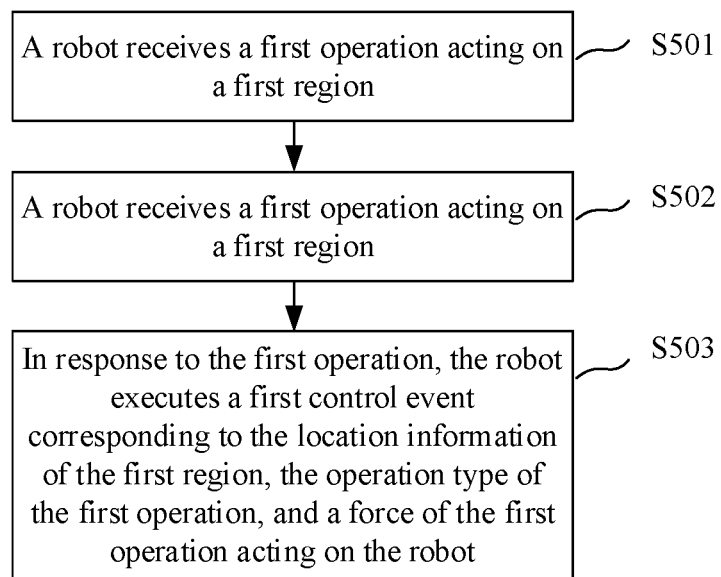 A robot receives a first operation acting on
a first region
S501
A robot receives a first operation acting on
a first region
S502
In response to the first operation, the robot
executes a first control event
corresponding to the location information
of the first region, the operation type of
the first operation, and a force of the first
operation acting on the robot
S503